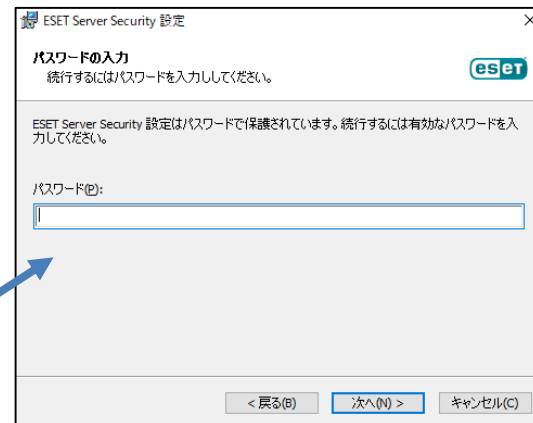 ESET Server Security 設定
パスワードの入力
続行するにはパスワードを入力ししてください。
eset
ESET Server Security 設定はパスワードで保護されています。続行するには有効なパスワードを入
力してください。
パスワード(P):
< 戻る(B) 次へ(N) > キャンセル(C)